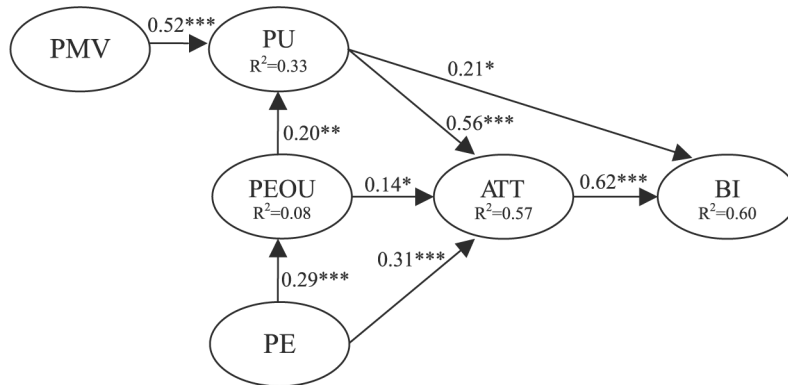 0.52***
PMV
PU
R²=0.33
0.21*
0.56***
0.20**
PEOU
R²=0.08
0.14*
ATT
R²=0.57
0.62***
BI
R²=0.60
0.31***
0.29***
PE